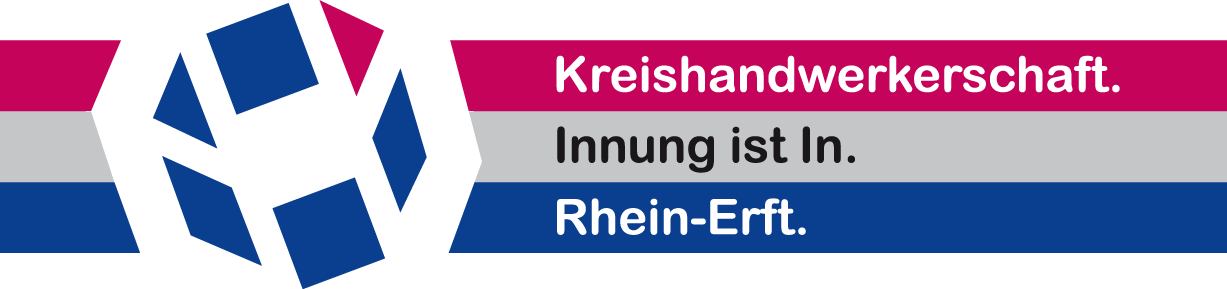 Kreishandwerkerschaft.
Innung ist In.
Rhein-Erft.